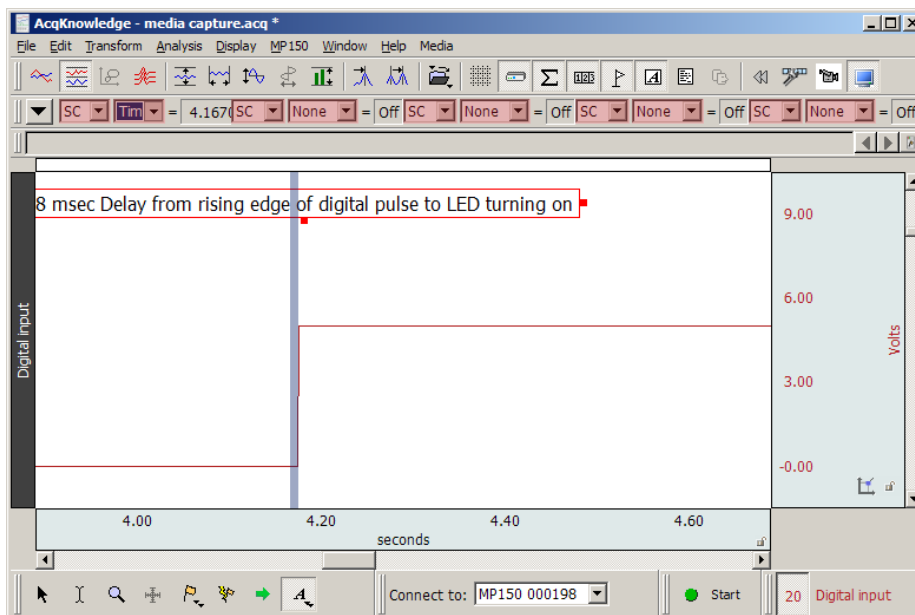 AcqKnowledge - media capture.acq *
File Edit Transform Analysis Display MP150 Window Help Media
SC Tim = 4.1670 SC None = Off SC None = Off SC None = Off SC None = Off
8 msec Delay from rising edge of digital pulse to LED turning on
Digital input
9.00
6.00
3.00
-0.00
Volts
4.00 4.20 4.40 4.60
seconds
Connect to: MP150 000198 Start 20 Digital input